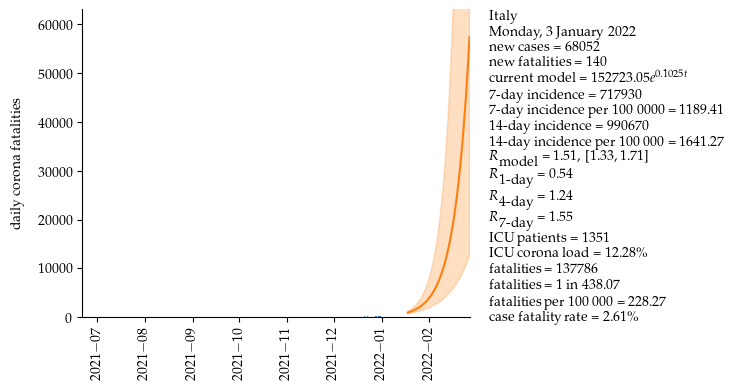 60000
50000
40000
30000
20000
10000
0
daily corona fatalities
2021−07
2021−08
2021−09
2021−10
2021−11
2021−12
2022−01
2022−02
Italy
Monday, 3 January 2022
new cases = 68052
new fatalities = 140
current model = 152723.05e^0.1025t
7-day incidence = 717930
7-day incidence per 100 0000 = 1189.41
14-day incidence = 990670
14-day incidence per 100 000 = 1641.27
R_model = 1.51, [1.33, 1.71]
R_1-day = 0.54
R_4-day = 1.24
R_7-day = 1.55
ICU patients = 1351
ICU corona load = 12.28%
fatalities = 137786
fatalities = 1 in 438.07
fatalities per 100 000 = 228.27
case fatality rate = 2.61%